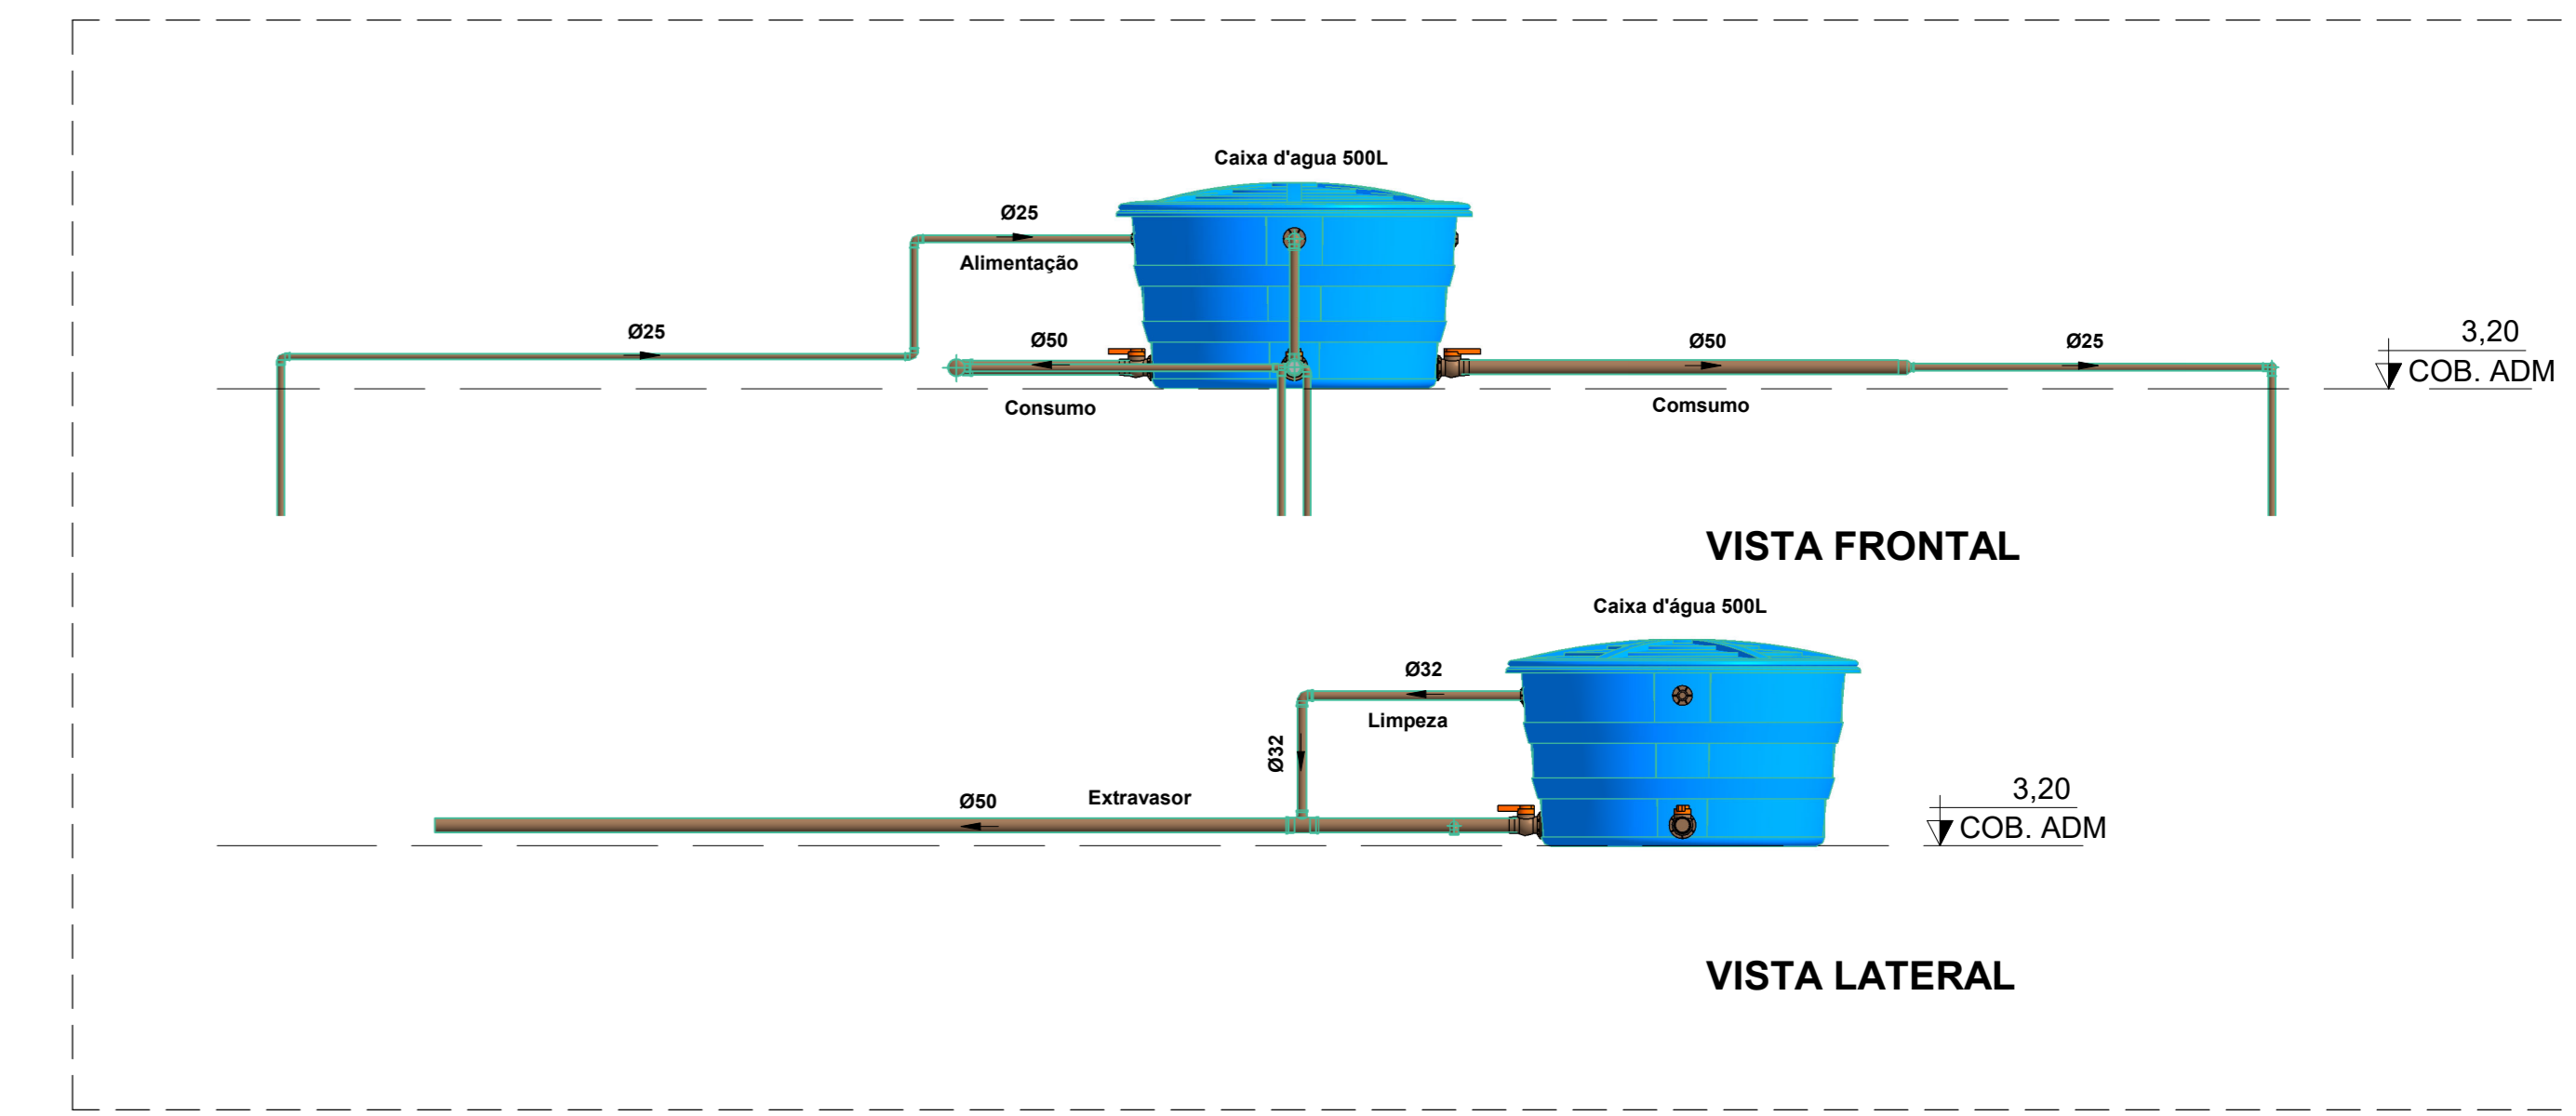 Caixa d'agua 500L
Ø25
Alimentação
Ø25
Ø50
Ø50
Ø25
3,20
COB. ADM
Consumo
Comsumo
VISTA FRONTAL
Caixa d'água 500L
Ø32
Limpeza
Ø32
Extravasor
Ø50
3,20
COB. ADM
VISTA LATERAL